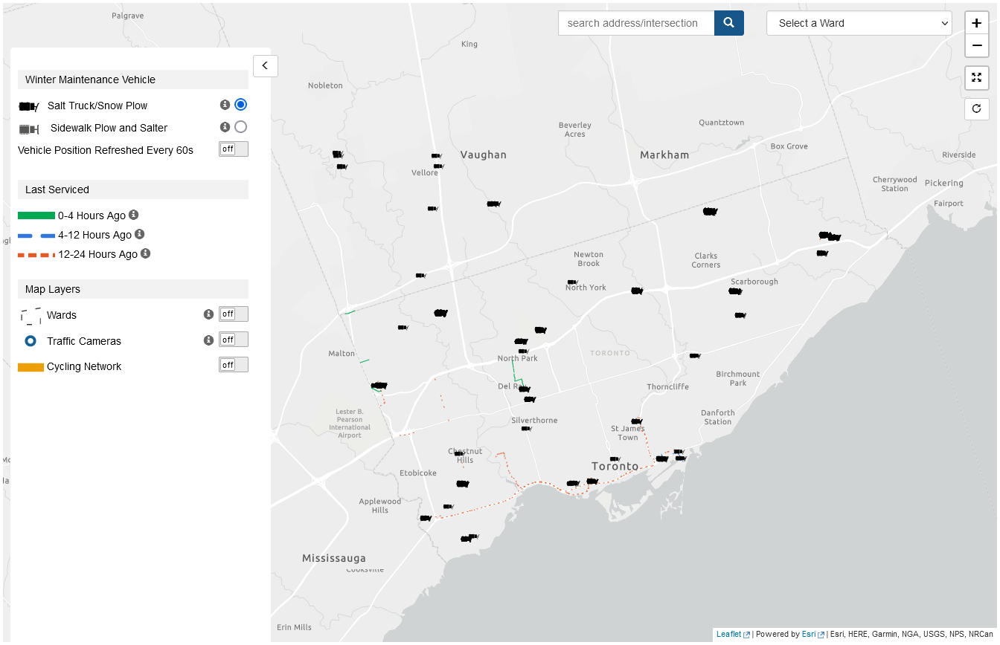 Palgrave
search address/intersection
Select a Ward
+
−
King
Winter Maintenance Vehicle
Nobleton
Salt Truck/Snow Plow
Sidewalk Plow and Salter
Vehicle Position Refreshed Every 60s
off
Beverley
Acres
Quantztown
Box Grove
Vaughan
Markham
Riverside
Vellore
Cherrywood
Station
Pickering
Fairport
Last Serviced
0-4 Hours Ago
4-12 Hours Ago
12-24 Hours Ago
Newton
Brook
Clarks
Corners
North York
Scarborough
Map Layers
Wards
off
Traffic Cameras
off
Cycling Network
off
Malton
North Park
TORONTO
Birchmount
Park
Del Ra
Thorncliffe
Lester B.
Pearson
International
Airport
Silverthorne
St James
Town
Danforth
Station
Chestnut
Hills
Etobicoke
Toronto
Applewood
Hills
Mississauga
Cooksville
Erin Mills
Leaflet | Powered by Esri | Esri, HERE, Garmin, NGA, USGS, NPS, NRCan